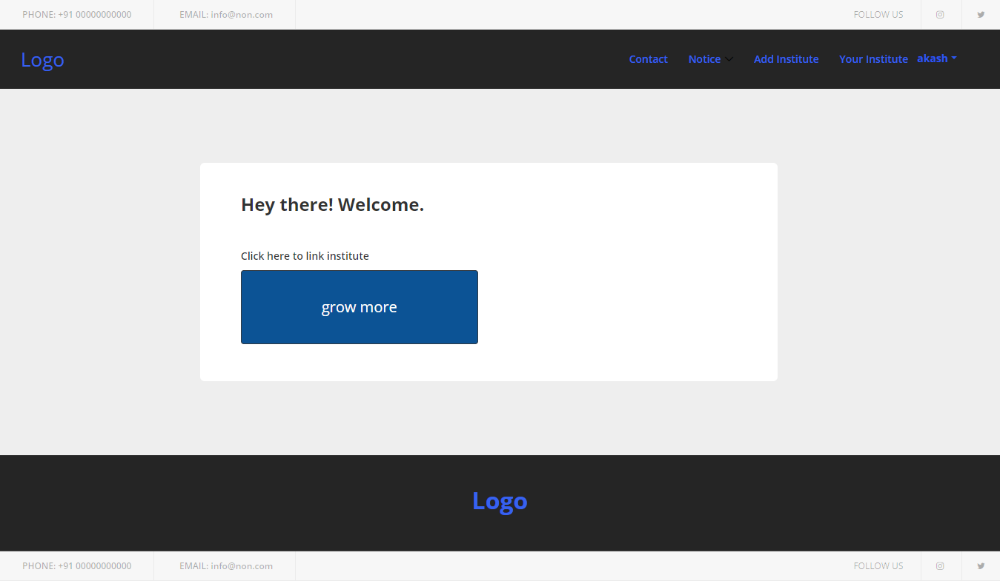 PHONE: +91 00000000000 EMAIL: info@non.com FOLLOW US
Logo Contact Notice Add Institute Your Institute akash
Hey there! Welcome.
Click here to link institute
grow more
Logo
PHONE: +91 00000000000 EMAIL: info@non.com FOLLOW US